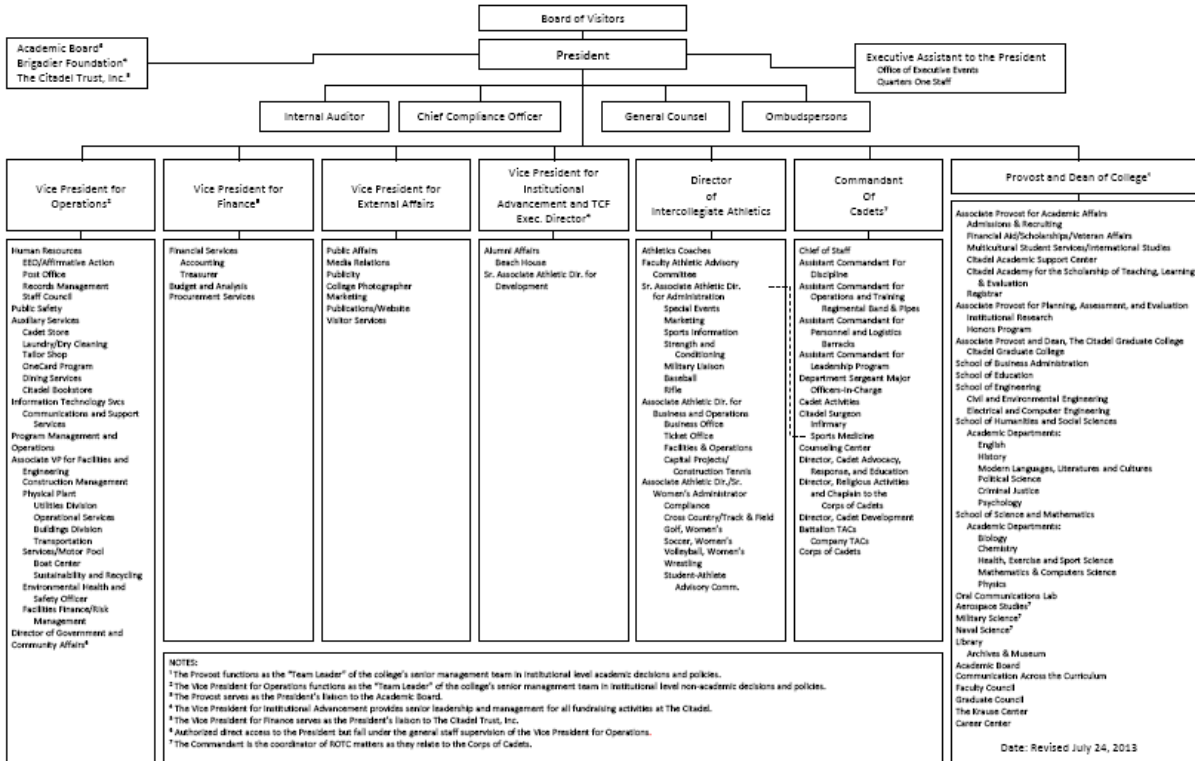 Board of Visitors
President
Academic Board³
Brigadier Foundation⁴
The Citadel Trust, Inc.⁵
Executive Assistant to the President
Office of Executive Events
Quarters One Staff
Internal Auditor
Chief Compliance Officer
General Counsel
Ombudspersons
Vice President for
Operations²
Human Resources
EEO/Affirmative Action
Post Office
Records Management
Staff Council
Public Safety
Auxiliary Services
Cadet Store
Laundry/Dry Cleaning
Tailor Shop
OneCard Program
Dining Services
Citadel Bookstore
Information Technology Svcs
Communications and Support
Services
Program Management and
Operations
Associate VP for Facilities and
Engineering
Construction Management
Physical Plant
Utilities Division
Operational Services
Buildings Division
Transportation
Services/Motor Pool
Boat Center
Sustainability and Recycling
Environmental Health and
Safety Officer
Facilities Finance/Risk
Management
Director of Government and
Community Affairs⁶
Vice President for
Finance⁵
Financial Services
Accounting
Treasurer
Budget and Analysis
Procurement Services
Vice President for
External Affairs
Public Affairs
Media Relations
Publicity
College Photographer
Marketing
Publications/Website
Visitor Services
Vice President for
Institutional
Advancement and TCF
Exec. Director⁴
Alumni Affairs
Beach House
Sr. Associate Athletic Dir. for
Development
Director
of
Intercollegiate Athletics
Athletics Coaches
Faculty Athletic Advisory
Committee
Sr. Associate Athletic Dir.
for Administration
Special Events
Marketing
Sports Information
Strength and
Conditioning
Military Liaison
Baseball
Rifle
Associate Athletic Dir. for
Business and Operations
Business Office
Ticket Office
Facilities & Operations
Capital Projects/
Construction Tennis
Associate Athletic Dir./Sr.
Women's Administrator
Compliance
Cross Country/Track & Field
Golf, Women's
Soccer, Women's
Volleyball, Women's
Wrestling
Student-Athlete
Advisory Comm.
Commandant
Of
Cadets⁷
Chief of Staff
Assistant Commandant For
Discipline
Assistant Commandant for
Operations and Training
Regimental Band & Pipes
Assistant Commandant for
Personnel and Logistics
Barracks
Assistant Commandant for
Leadership Program
Department Sergeant Major
Officers-In-Charge
Cadet Activities
Citadel Surgeon
Infirmary
Sports Medicine
Counseling Center
Director, Cadet Advocacy,
Response, and Education
Director, Religious Activities
and Chaplain to the
Corps of Cadets
Director, Cadet Development
Battalion TACs
Company TACs
Corps of Cadets
Provost and Dean of College¹
Associate Provost for Academic Affairs
Admissions & Recruiting
Financial Aid/Scholarships/Veteran Affairs
Multicultural Student Services/International Studies
Citadel Academic Support Center
Citadel Academy for the Scholarship of Teaching, Learning
& Evaluation
Registrar
Associate Provost for Planning, Assessment, and Evaluation
Institutional Research
Honors Program
Associate Provost and Dean, The Citadel Graduate College
Citadel Graduate College
School of Business Administration
School of Education
School of Engineering
Civil and Environmental Engineering
Electrical and Computer Engineering
School of Humanities and Social Sciences
Academic Departments:
English
History
Modern Languages, Literatures and Cultures
Political Science
Criminal Justice
Psychology
School of Science and Mathematics
Academic Departments:
Biology
Chemistry
Health, Exercise and Sport Science
Mathematics & Computers Science
Physics
Oral Communications Lab
Aerospace Studies⁷
Military Science⁷
Naval Science⁷
Library
Archives & Museum
Academic Board
Communication Across the Curriculum
Faculty Council
Graduate Council
The Krause Center
Career Center
Date: Revised July 24, 2013
NOTES:
¹ The Provost functions as the "Team Leader" of the college's senior management team in institutional level academic decisions and policies.
² The Vice President for Operations functions as the "Team Leader" of the college's senior management team in institutional level non-academic decisions and policies.
³ The Provost serves as the President's liaison to the Academic Board.
⁴ The Vice President for Institutional Advancement provides senior leadership and management for all fundraising activities at The Citadel.
⁵ The Vice President for Finance serves as the President's liaison to The Citadel Trust, Inc.
⁶ Authorized direct access to the President but fall under the general staff supervision of the Vice President for Operations.
⁷ The Commandant is the coordinator of ROTC matters as they relate to the Corps of Cadets.